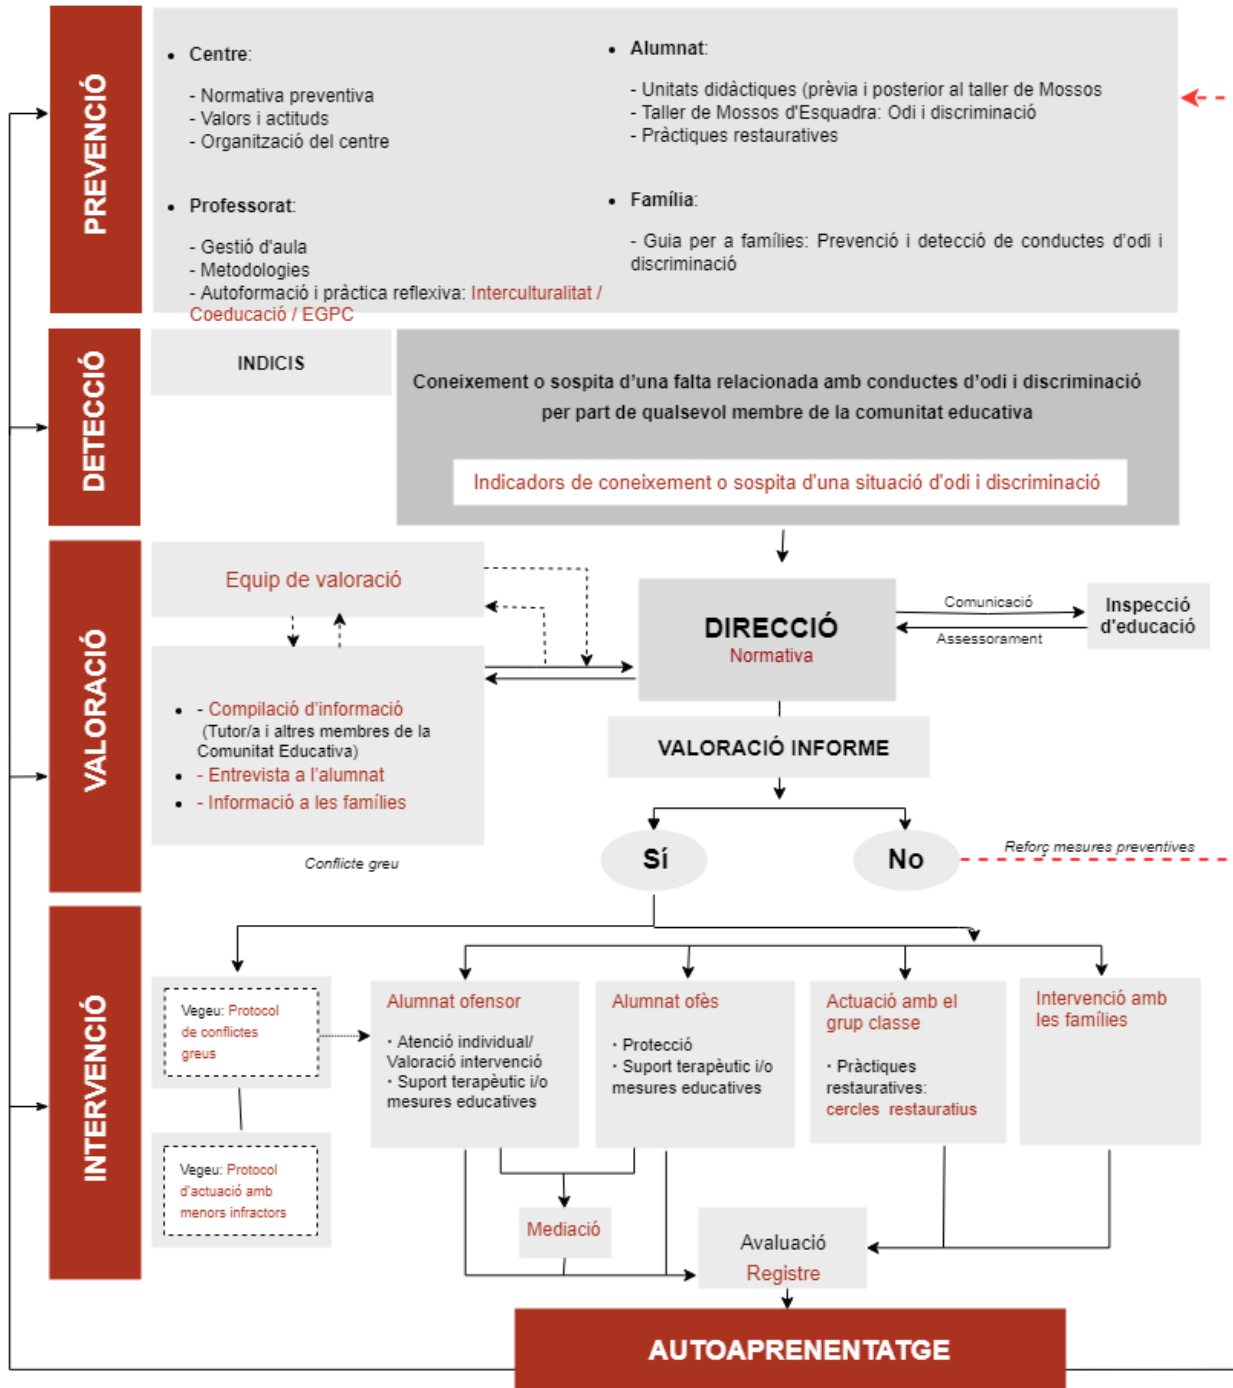 PREVENCIÓ
• Centre:
- Normativa preventiva
- Valors i actituds
- Organització del centre
• Professorat:
- Gestió d'aula
- Metodologies
- Autoformació i pràctica reflexiva: Interculturalitat /
Coeducació / EGPC
• Alumnat:
- Unitats didàctiques (prèvia i posterior al taller de Mossos
- Taller de Mossos d'Esquadra: Odi i discriminació
- Pràctiques restauratives
• Família:
- Guia per a famílies: Prevenció i detecció de conductes d'odi i
discriminació
DETECCIÓ
INDICIS
Coneixement o sospita d'una falta relacionada amb conductes d'odi i discriminació
per part de qualsevol membre de la comunitat educativa
Indicadors de coneixement o sospita d'una situació d'odi i discriminació
VALORACIÓ
Equip de valoració
• - Compilació d'informació
(Tutor/a i altres membres de la
Comunitat Educativa)
• - Entrevista a l'alumnat
• - Informació a les famílies
DIRECCIÓ
Normativa
Comunicació
Assessorament
Inspecció
d'educació
VALORACIÓ INFORME
Conflicte greu
Sí
No
Reforç mesures preventives
INTERVENCIÓ
Vegeu: Protocol
de conflictes
greus
Vegeu: Protocol
d'actuació amb
menors infractors
Alumnat ofensor
· Atenció individual/
Valoració intervenció
· Suport terapèutic i/o
mesures educatives
Alumnat ofès
· Protecció
· Suport terapèutic i/o
mesures educatives
Actuació amb el
grup classe
· Pràctiques
restauratives:
cercles restauratius
Intervenció amb
les famílies
Mediació
Avaluació
Registre
AUTOAPRENENTATGE